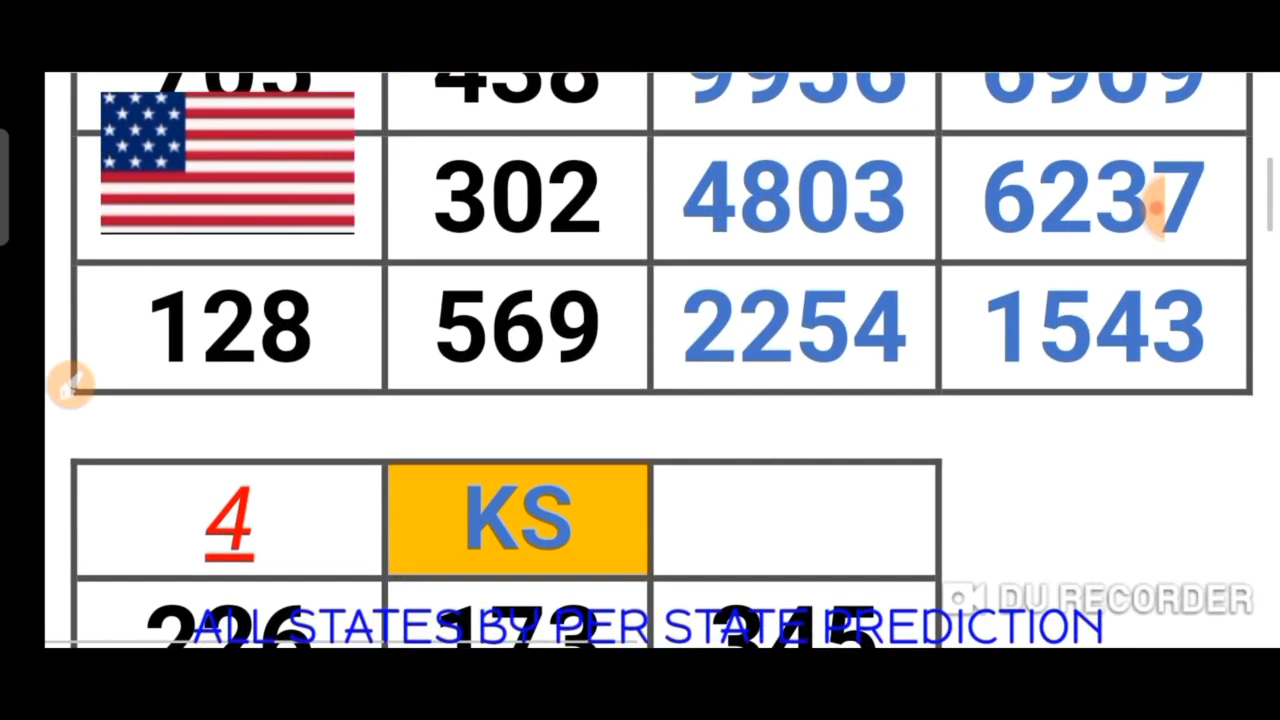 302 4803 6237
128 569 2254 1543
4 KS
DU RECORDER
ALL STATES BY PER STATE PREDICTION